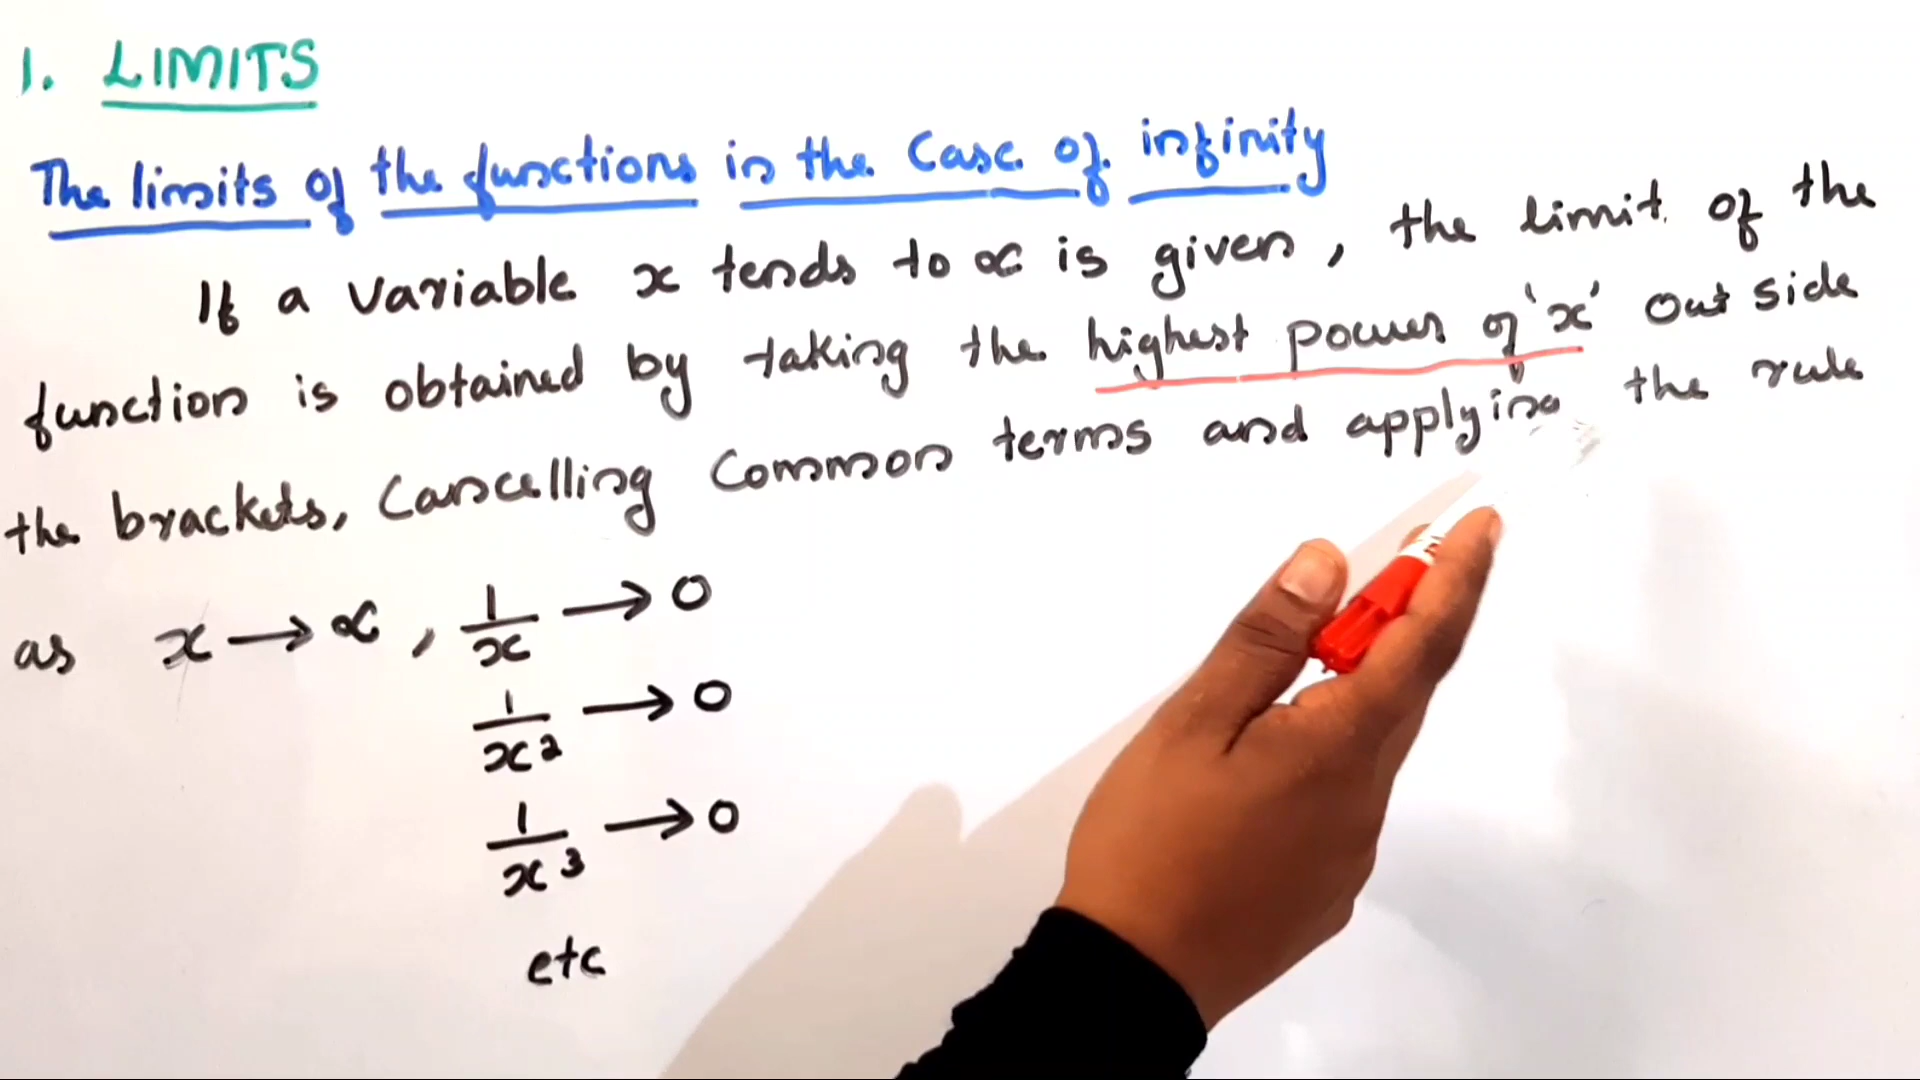 1. LIMITS
The limits of the functions in the Case of infinity
If a variable x tends to ∝ is given, the limit of the
function is obtained by taking the highest power of 'x' out side
the brackets, Cancelling Common terms and applying the rule
as x → ∝, 1/x → 0
1/x² → 0
1/x³ → 0
etc